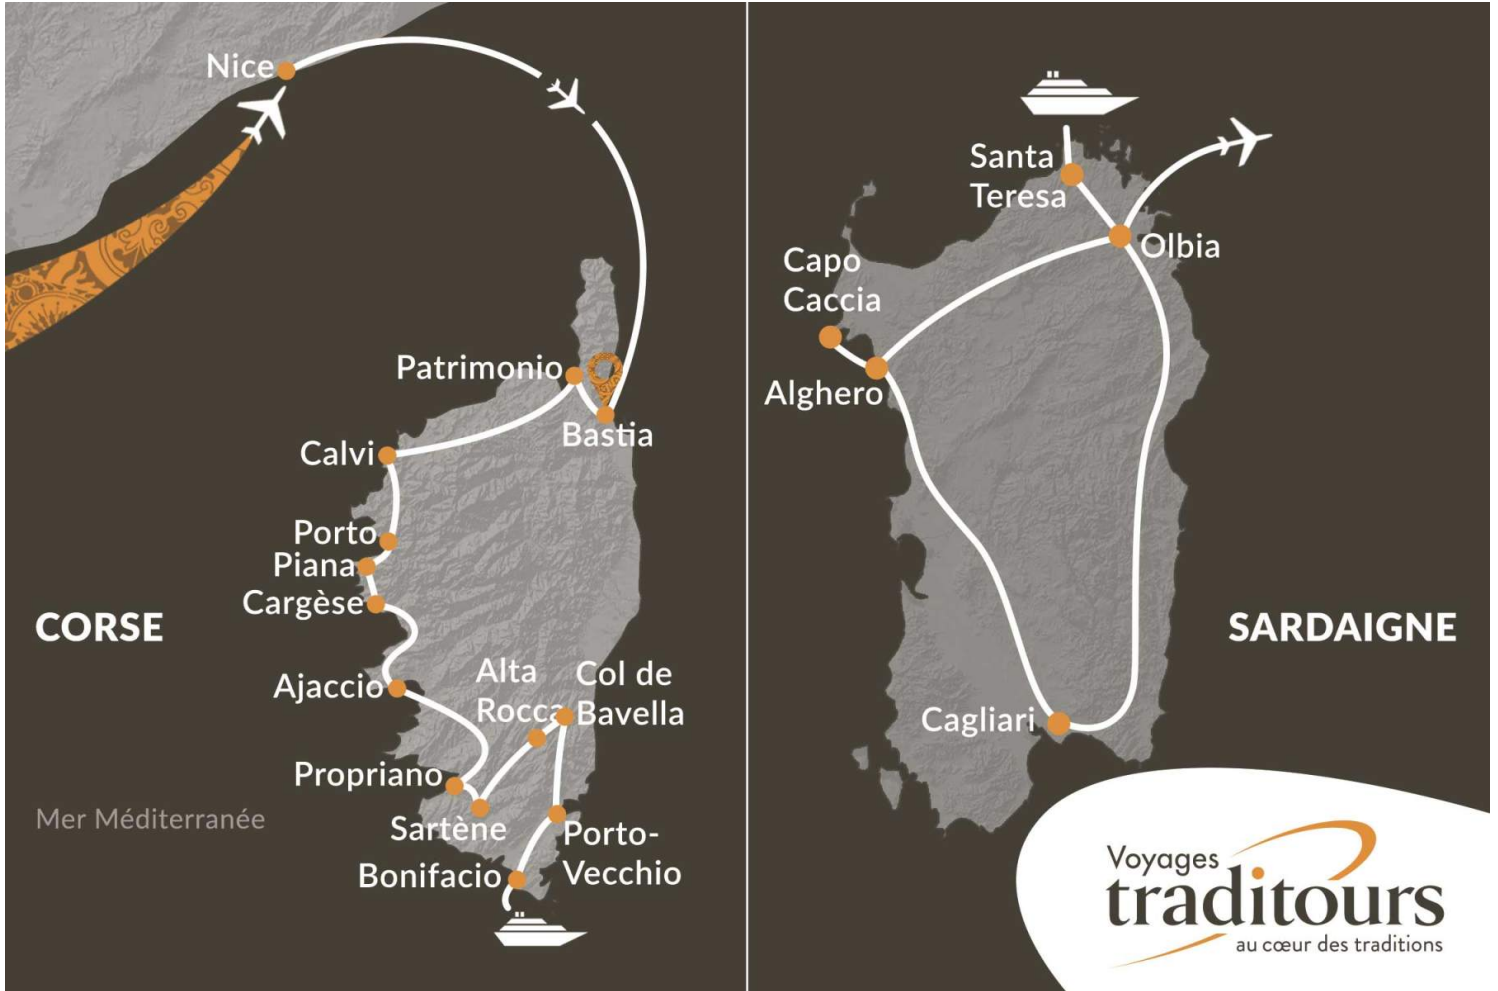 Nice
Patrimonio
Bastia
Calvi
Porto
Piana
Cargèse
CORSE
Ajaccio
Alta
Rocca
Col de
Bavella
Propriano
Mer Méditerranée
Sartène
Porto-
Vecchio
Bonifacio
Santa
Teresa
Olbia
Capo
Caccia
Alghero
SARDAIGNE
Cagliari
Voyages
traditours
au cœur des traditions